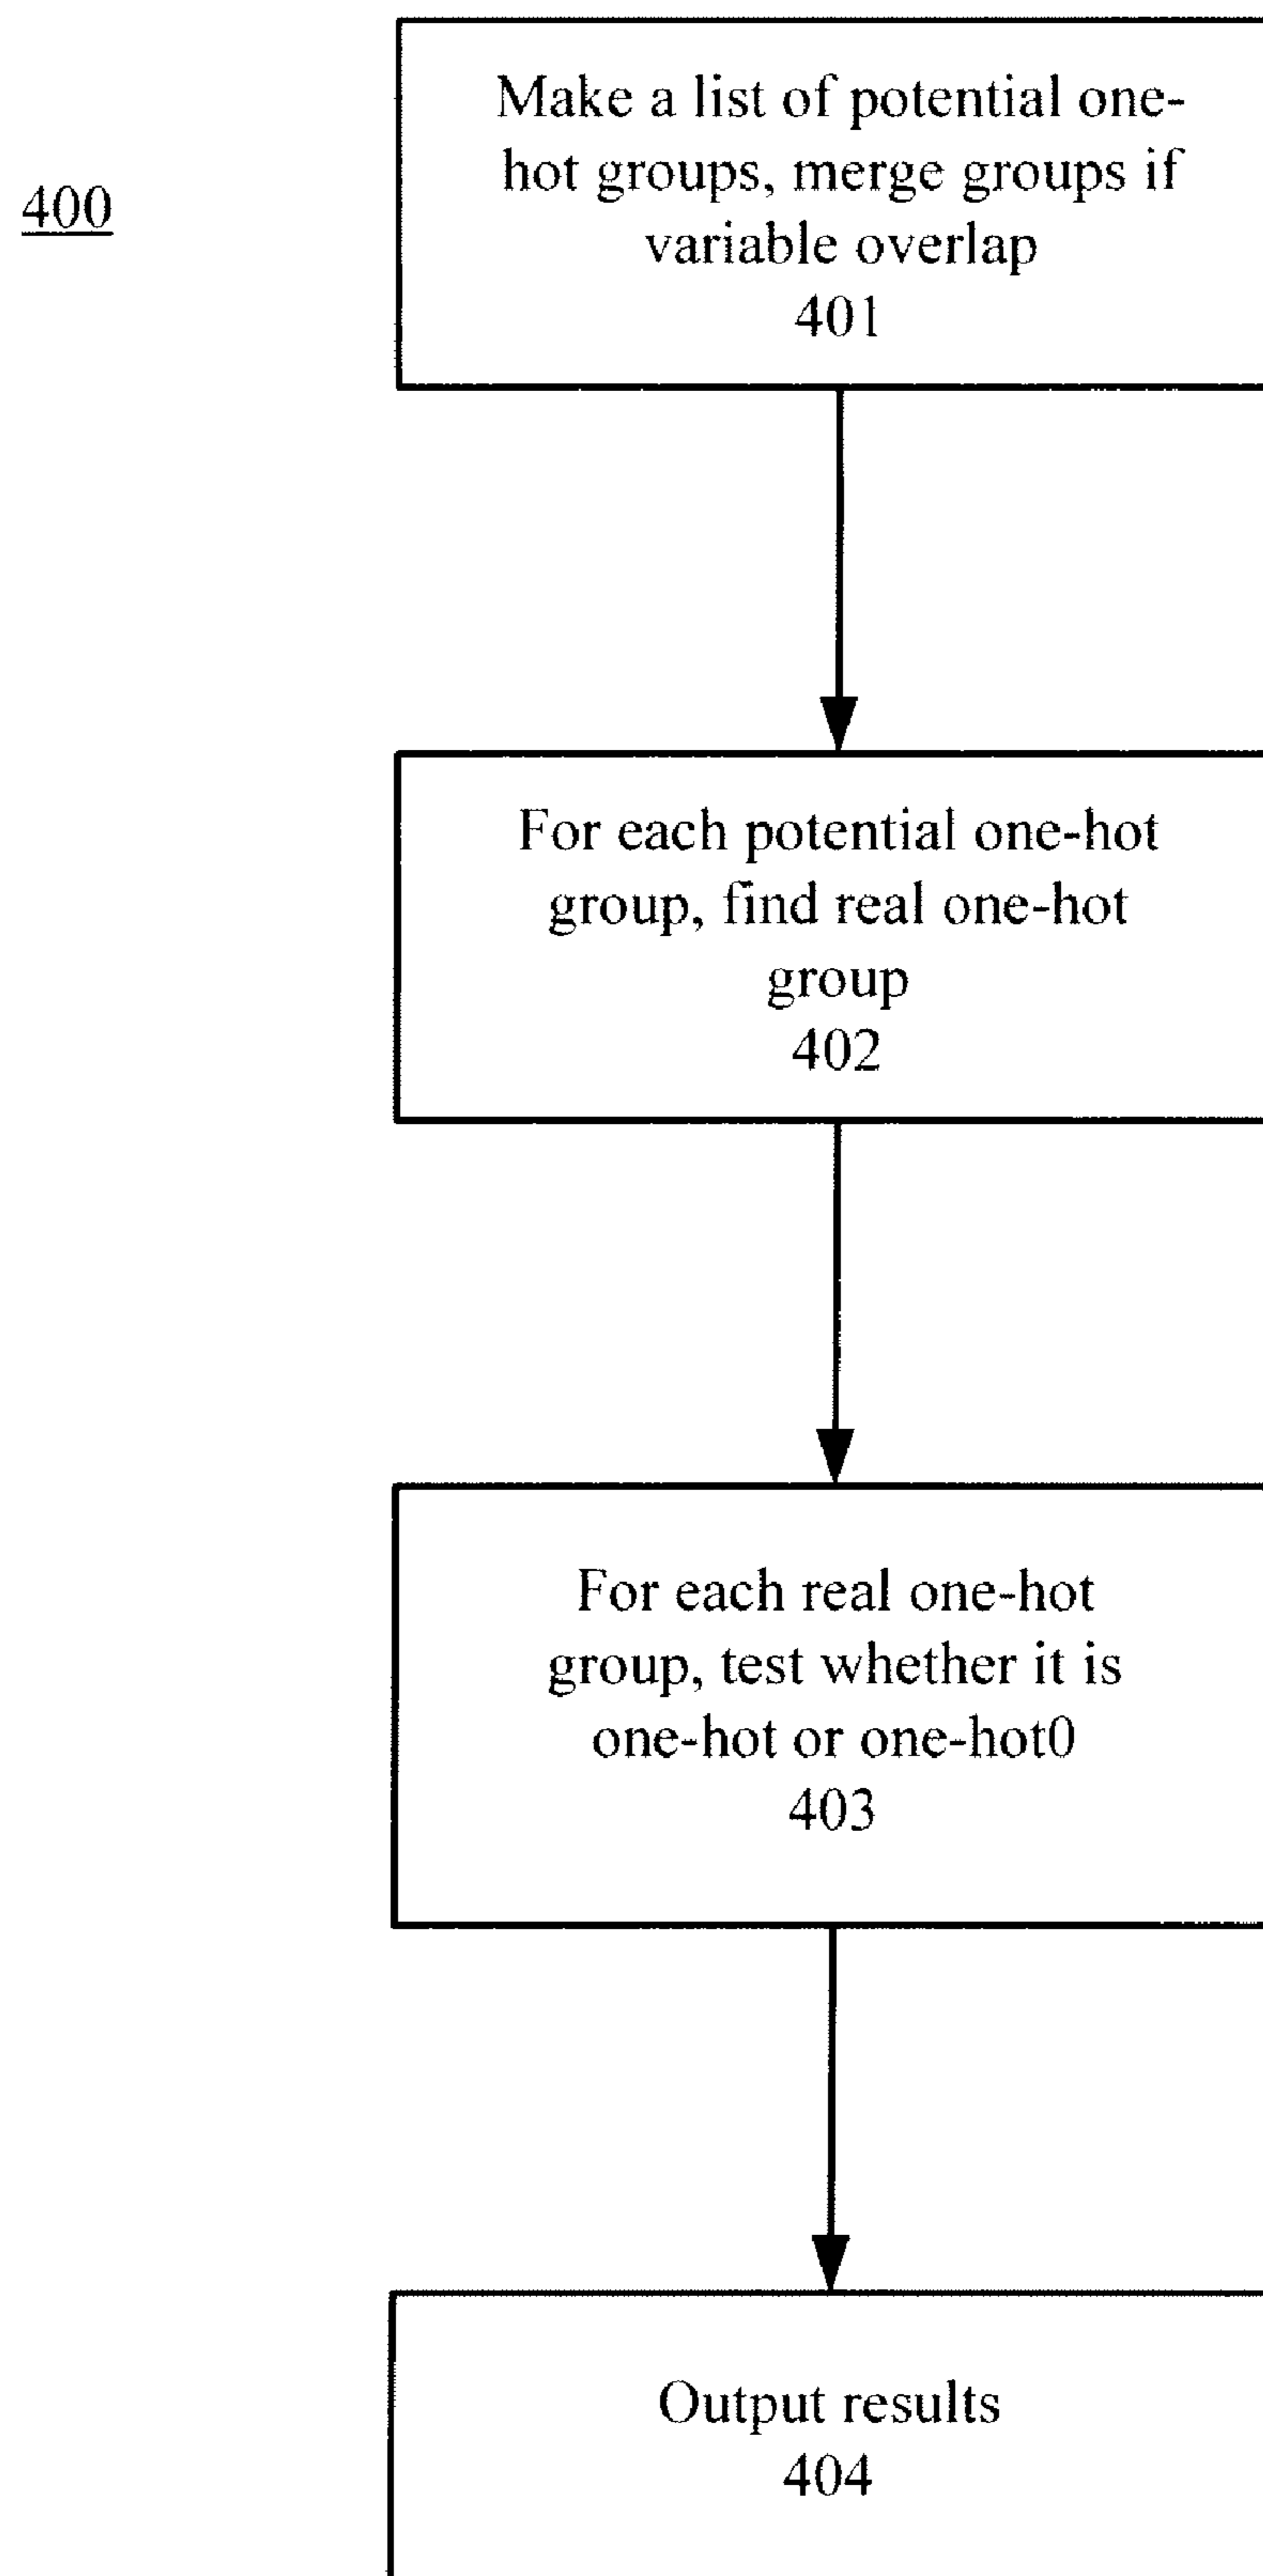 400
Make a list of potential one-
hot groups, merge groups if
variable overlap
401
For each potential one-hot
group, find real one-hot
group
402
For each real one-hot
group, test whether it is
one-hot or one-hot0
403
Output results
404